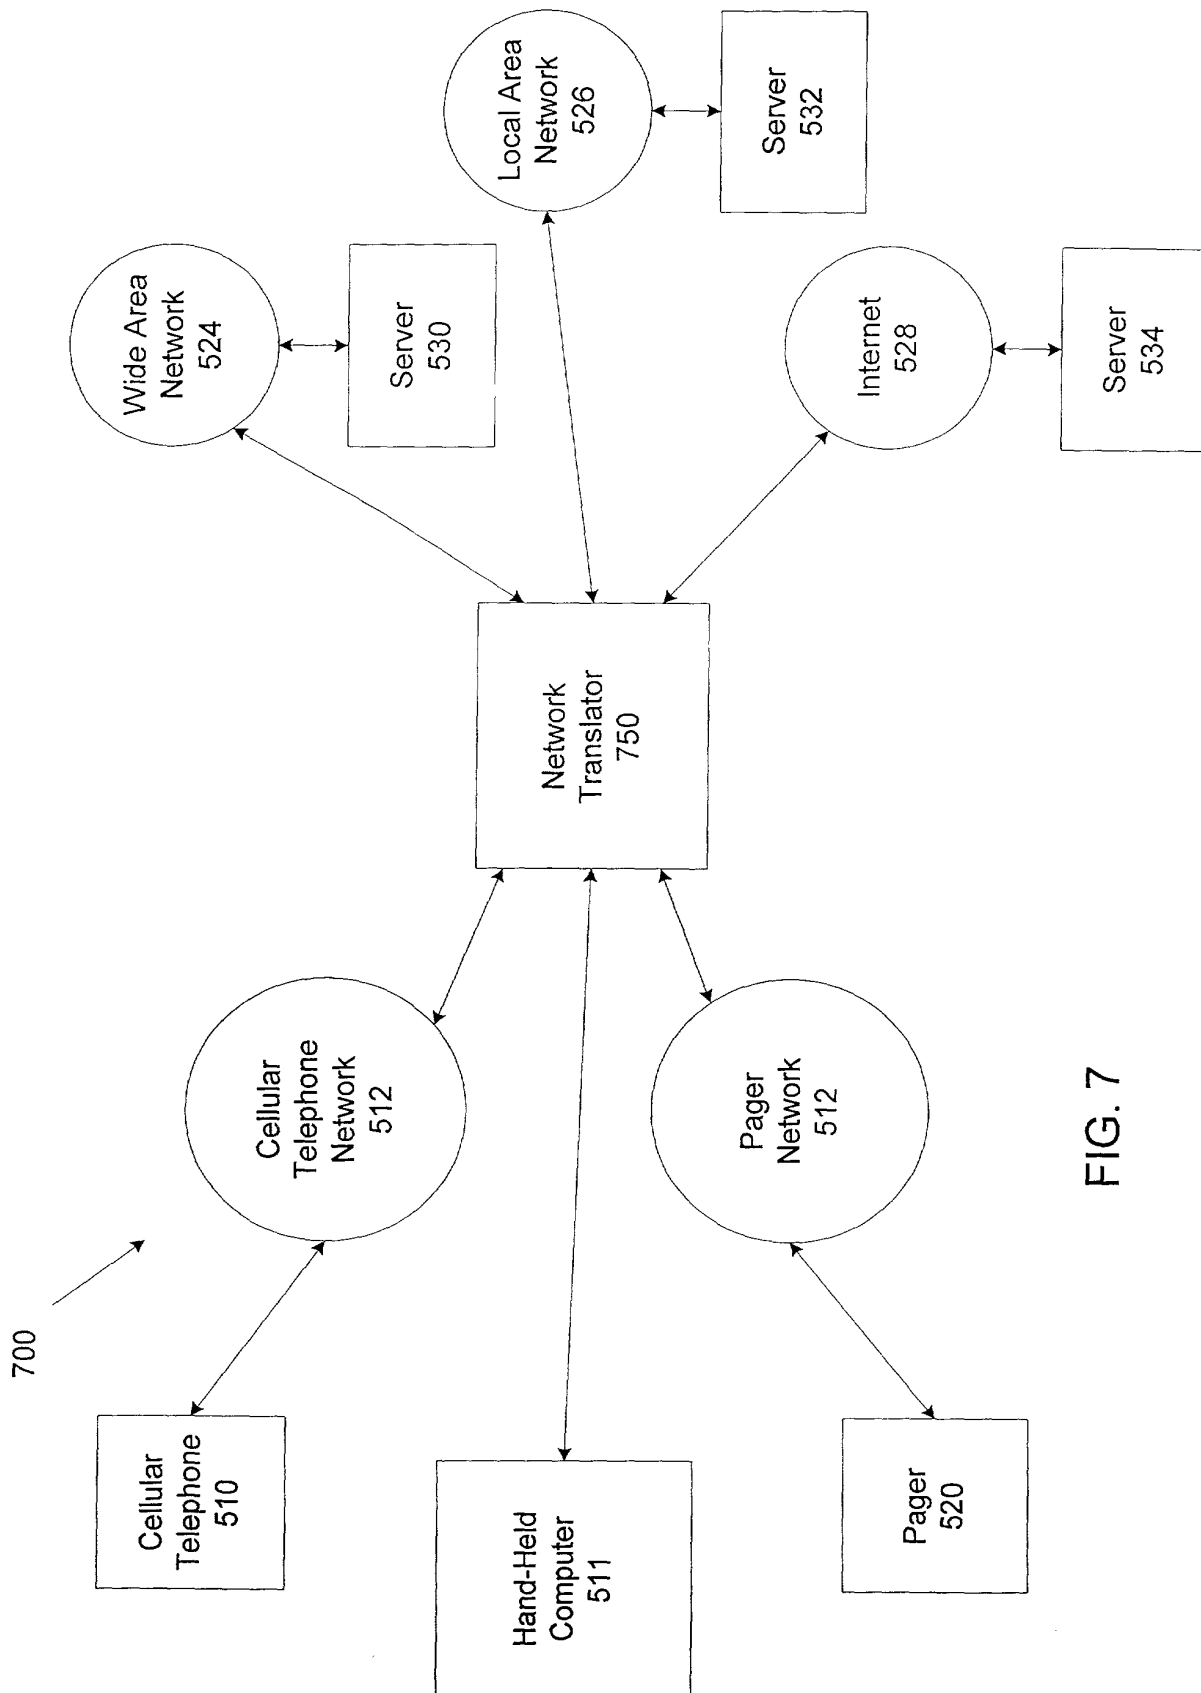 700
Cellular
Telephone
510
Cellular
Telephone
Network
512
Wide Area
Network
524
Server
530
Hand-Held
Computer
511
Network
Translator
750
Local Area
Network
526
Server
532
Pager
520
Pager
Network
512
Internet
528
Server
534
FIG. 7